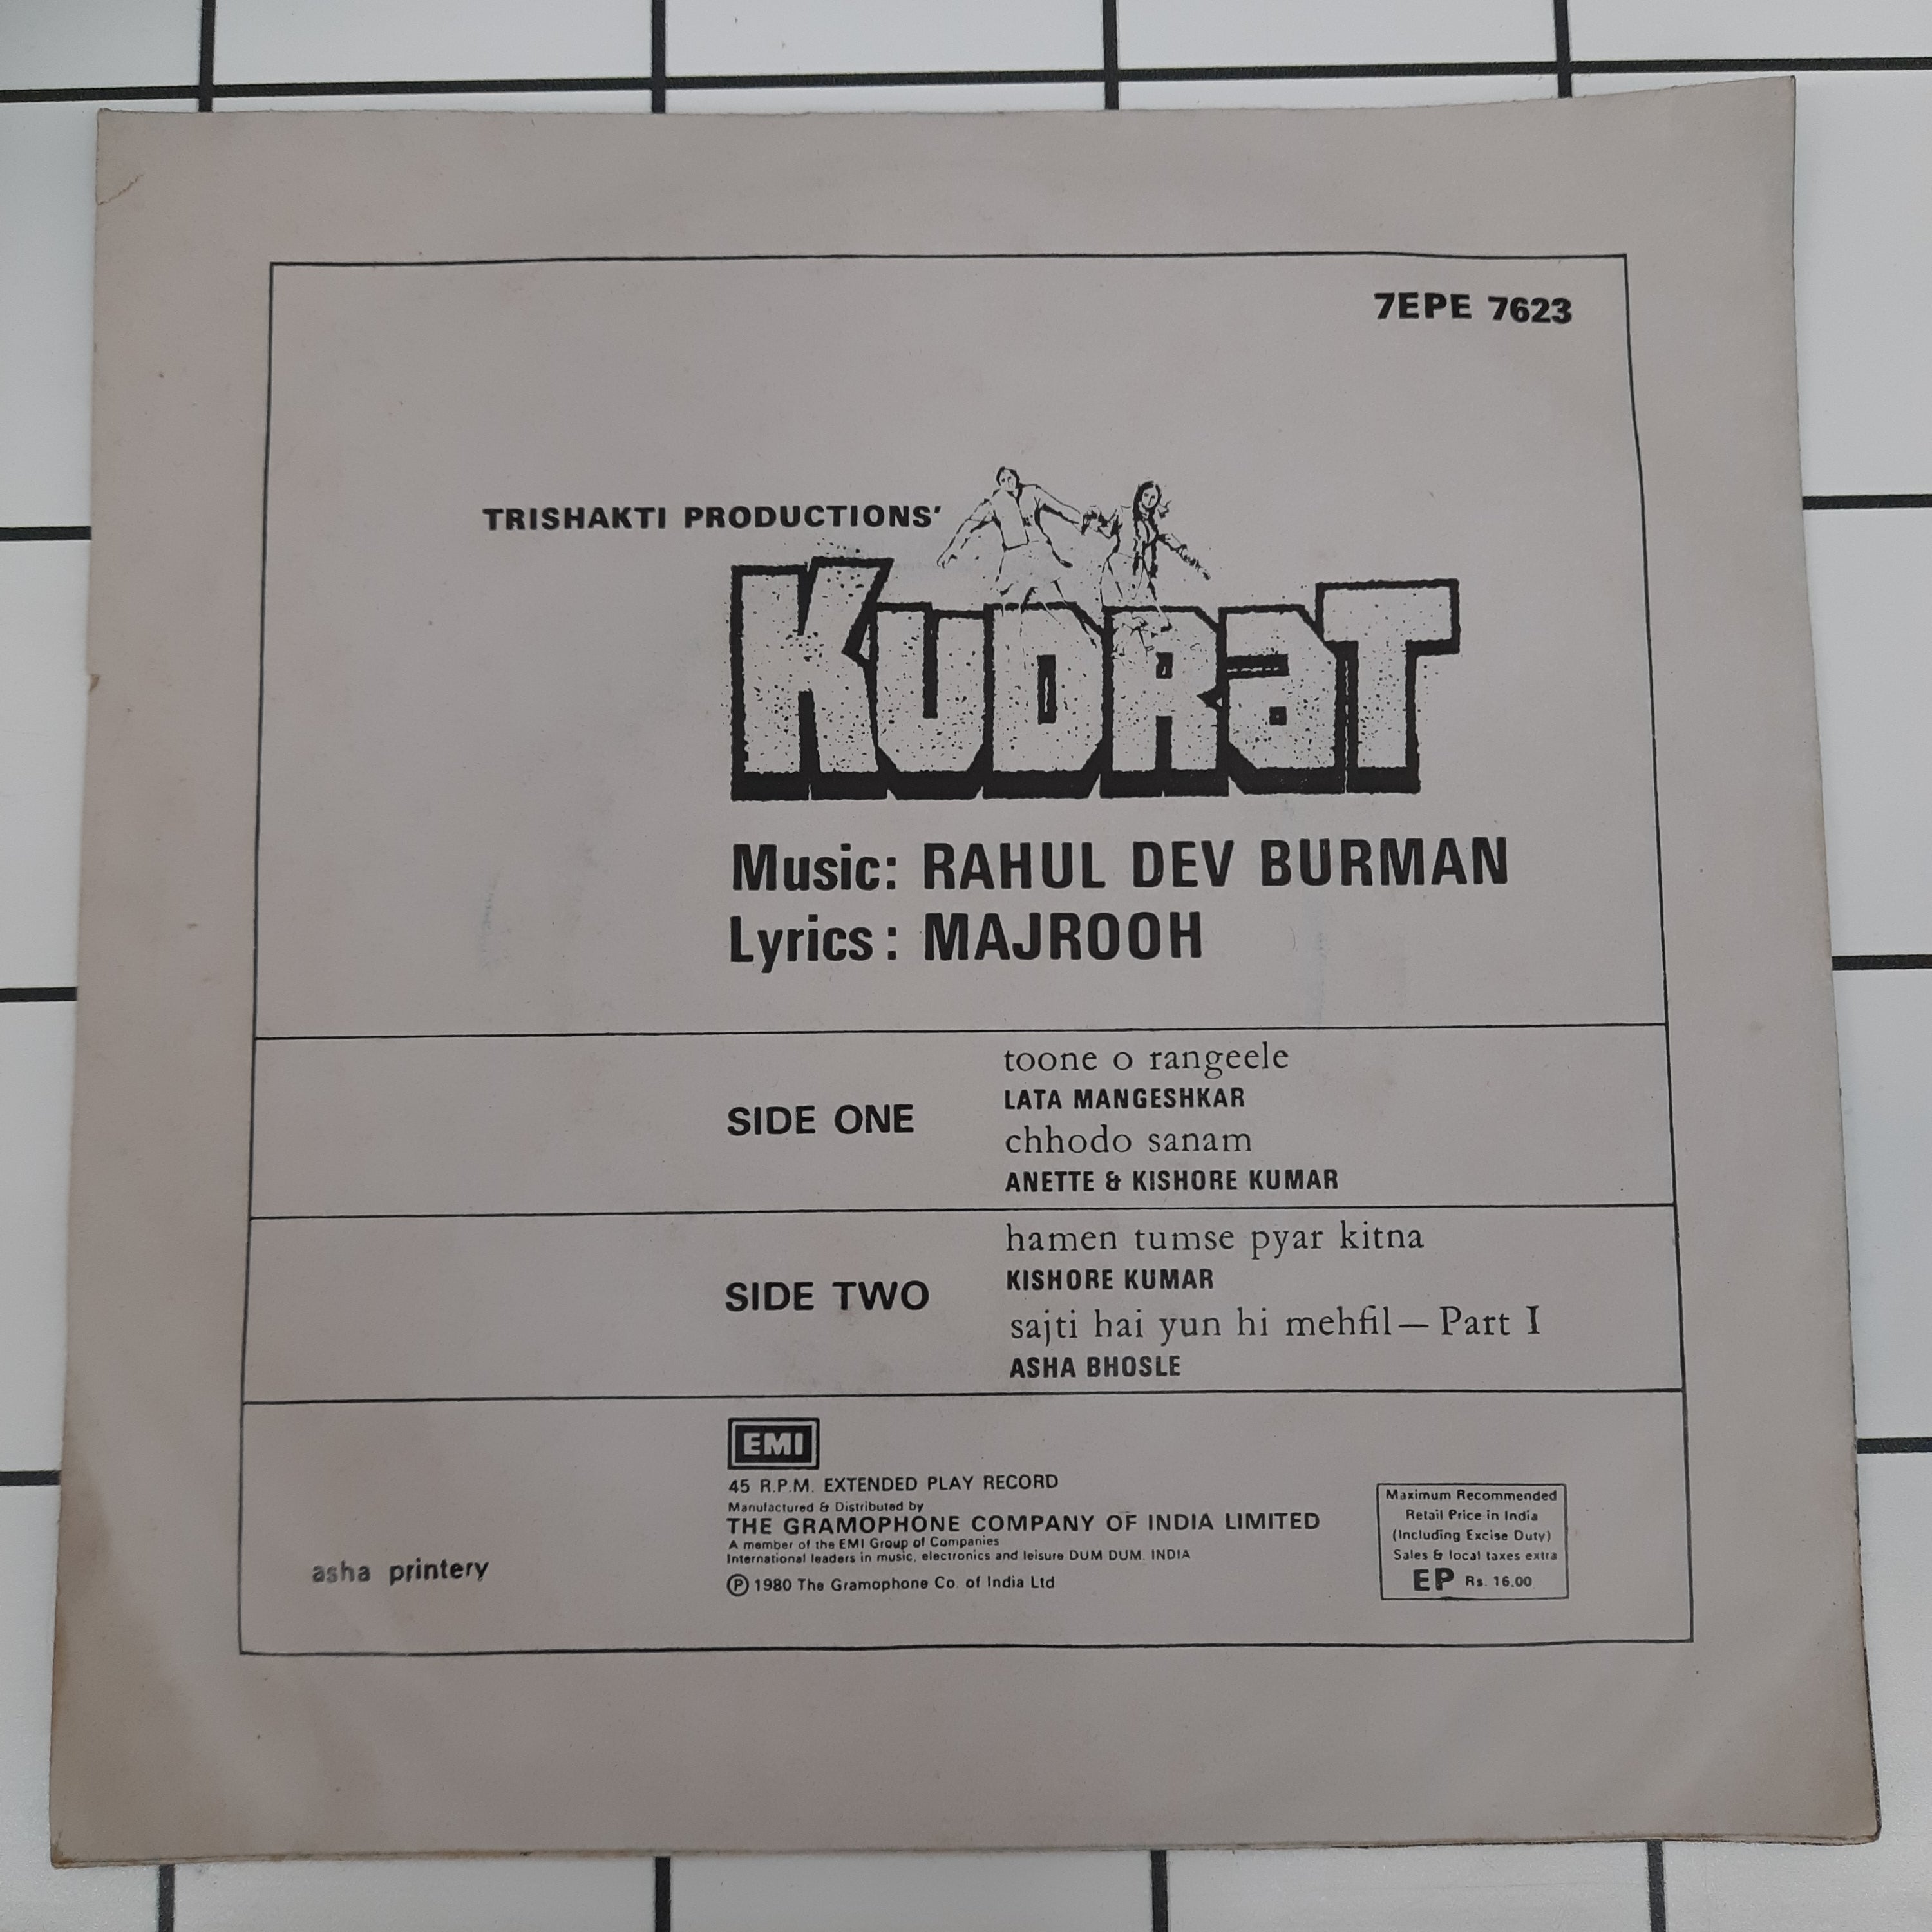 7EPE 7623
TRISHAKTI PRODUCTIONS'
KUDRaT
Music: RAHUL DEV BURMAN
Lyrics: MAJROOH
SIDE ONE
toone o rangeele
LATA MANGESHKAR
chhodo sanam
ANETTE & KISHORE KUMAR
SIDE TWO
hamen tumse pyar kitna
KISHORE KUMAR
sajti hai yun hi mehfil — Part I
ASHA BHOSLE
EMI
45 R.P.M. EXTENDED PLAY RECORD
Manufactured & Distributed by
THE GRAMOPHONE COMPANY OF INDIA LIMITED
A member of the EMI Group of Companies
International leaders in music, electronics and leisure DUM DUM. INDIA
℗ 1980 The Gramophone Co. of India Ltd
asha printery
Maximum Recommended
Retail Price in India
(Including Excise Duty)
Sales & local taxes extra
EP Rs. 16.00